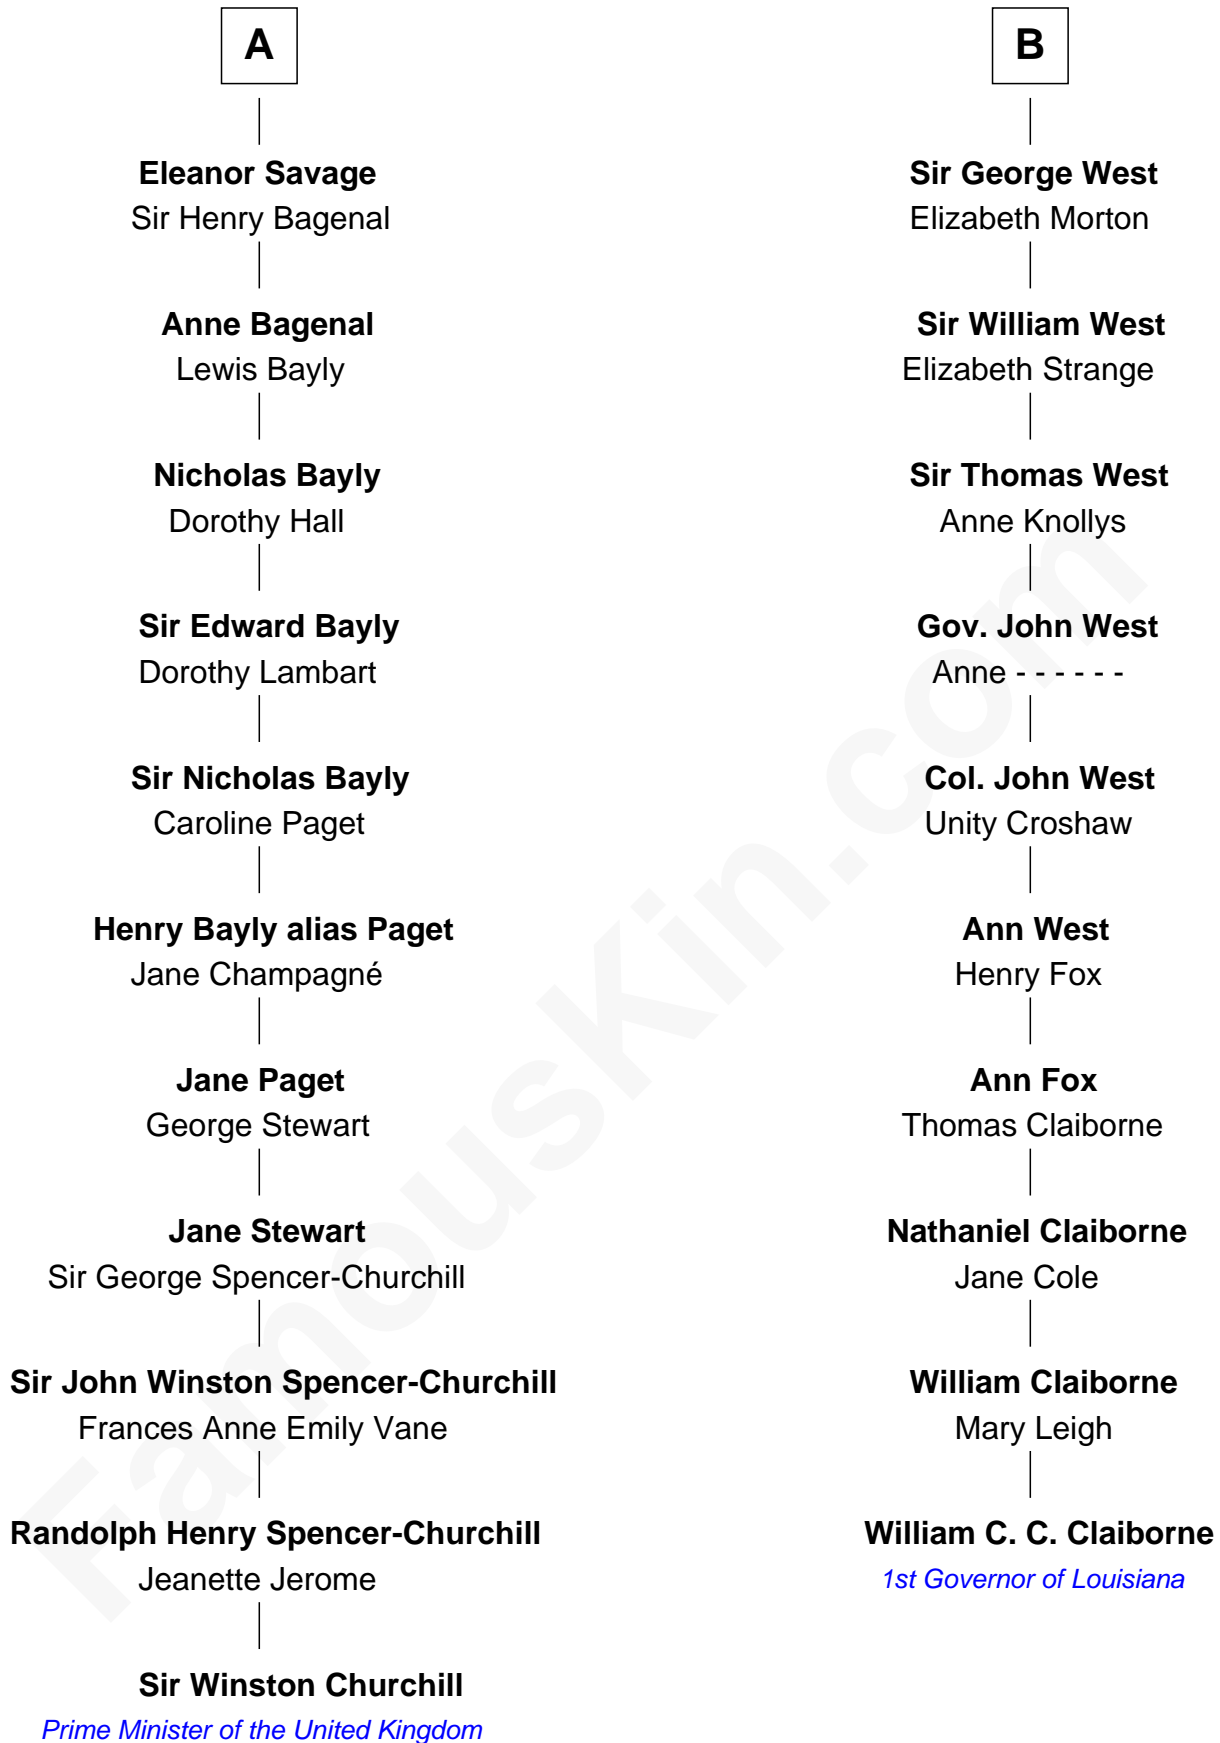 A
Eleanor Savage
Sir Henry Bagenal
Anne Bagenal
Lewis Bayly
Nicholas Bayly
Dorothy Hall
Sir Edward Bayly
Dorothy Lambart
Sir Nicholas Bayly
Caroline Paget
Henry Bayly alias Paget
Jane Champagné
Jane Paget
George Stewart
Jane Stewart
Sir George Spencer-Churchill
Sir John Winston Spencer-Churchill
Frances Anne Emily Vane
Randolph Henry Spencer-Churchill
Jeanette Jerome
Sir Winston Churchill
Prime Minister of the United Kingdom
B
Sir George West
Elizabeth Morton
Sir William West
Elizabeth Strange
Sir Thomas West
Anne Knollys
Gov. John West
Anne - - - - - -
Col. John West
Unity Croshaw
Ann West
Henry Fox
Ann Fox
Thomas Claiborne
Nathaniel Claiborne
Jane Cole
William Claiborne
Mary Leigh
William C. C. Claiborne
1st Governor of Louisiana
FamousKin.com